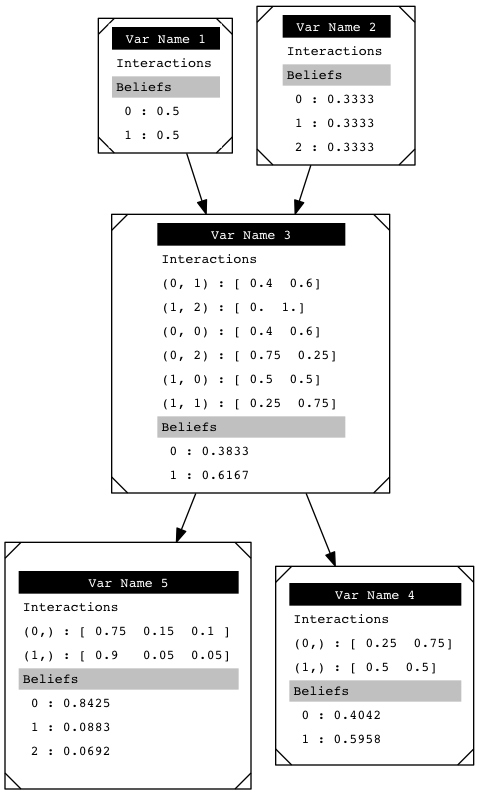 Var Name 1
Interactions
Beliefs
0 : 0.5
1 : 0.5
Var Name 2
Interactions
Beliefs
0 : 0.3333
1 : 0.3333
2 : 0.3333
Var Name 3
Interactions
(0, 1) : [ 0.4  0.6]
(1, 2) : [ 0.  1.]
(0, 0) : [ 0.4  0.6]
(0, 2) : [ 0.75  0.25]
(1, 0) : [ 0.5  0.5]
(1, 1) : [ 0.25  0.75]
Beliefs
0 : 0.3833
1 : 0.6167
Var Name 5
Interactions
(0,) : [ 0.75  0.15  0.1 ]
(1,) : [ 0.9   0.05  0.05]
Beliefs
0 : 0.8425
1 : 0.0883
2 : 0.0692
Var Name 4
Interactions
(0,) : [ 0.25  0.75]
(1,) : [ 0.5  0.5]
Beliefs
0 : 0.4042
1 : 0.5958